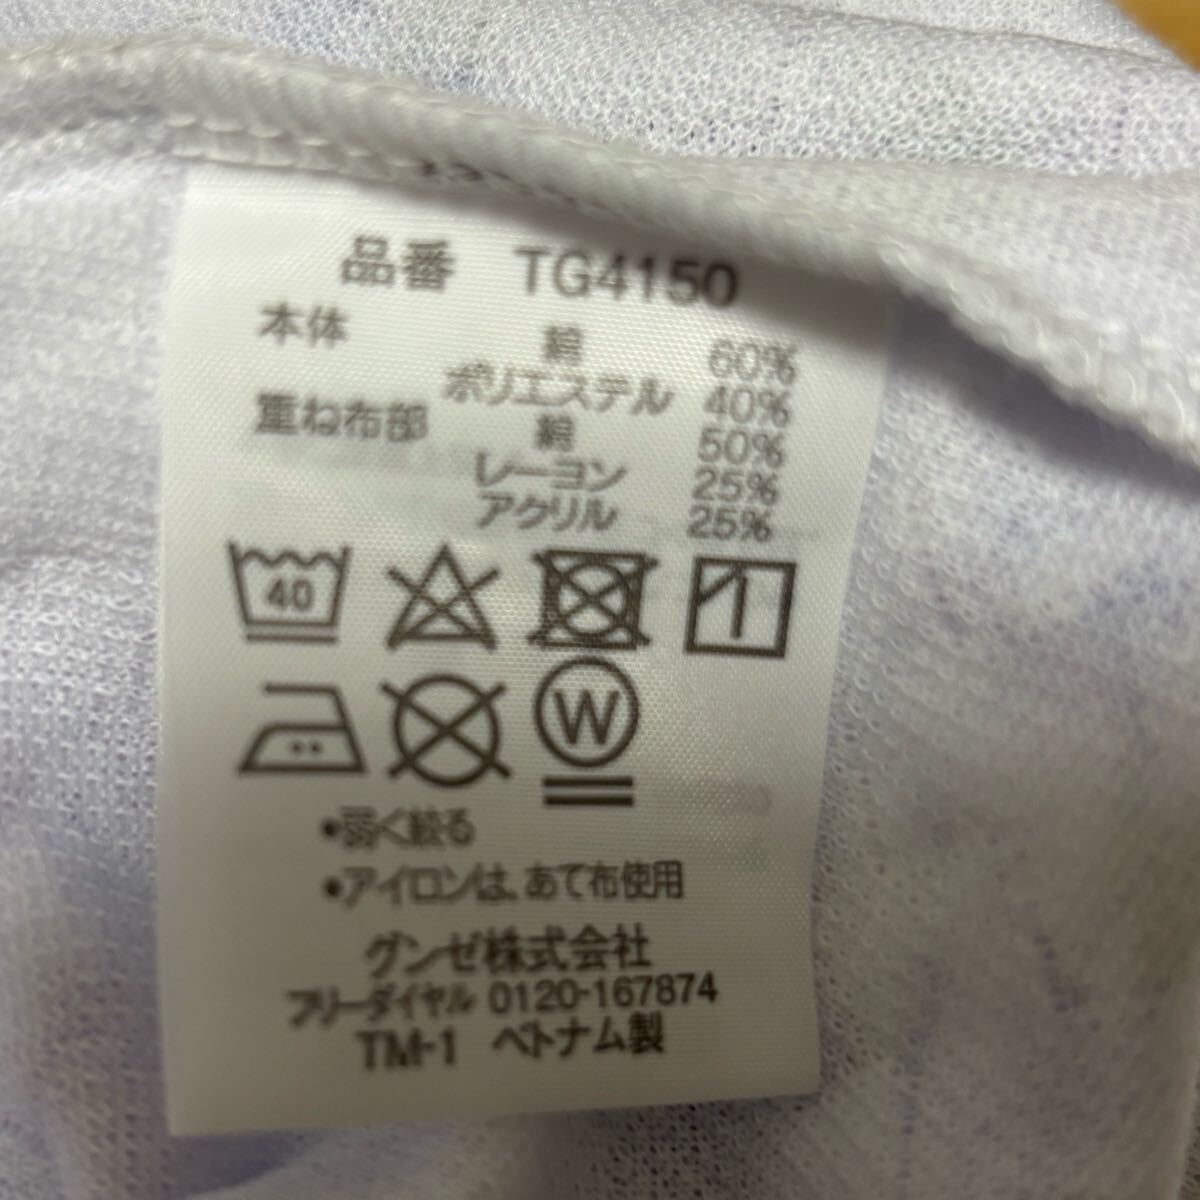 品番 TG4150
本体 綿 60%
ポリエステル 40%
重ね布部 綿 50%
レーヨン 25%
アクリル 25%
40
W
•弱く絞る
•アイロンは、あて布使用
グンゼ株式会社
フリーダイヤル 0120-167874
TM-1 ベトナム製